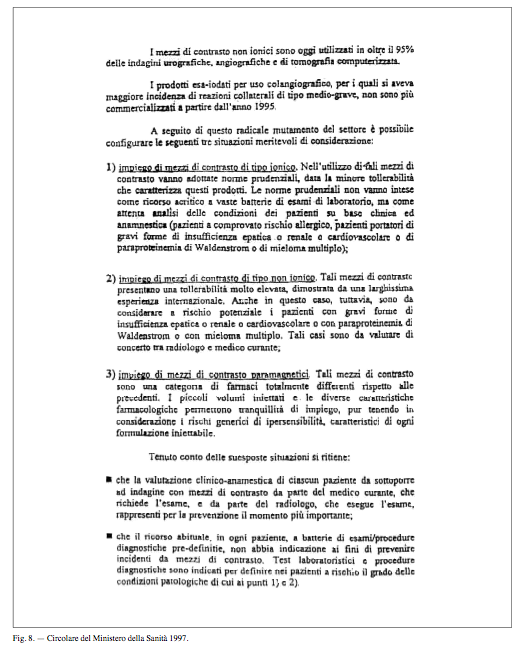 I mezzi di contrasto non ionici sono oggi utilizzati in oltre il 95%
delle indagini urografiche, angiografiche e di tomografia computerizzata.
I prodotti esa-iodati per uso colangiografico, per i quali si aveva
maggiore incidenza di reazioni collaterali di tipo medio-grave, non sono più
commercializzati a partire dall'anno 1995.
A seguito di questo radicale mutamento del settore è possibile
configurare le seguenti tre situazioni meritevoli di considerazione:
1) impiego di mezzi di contrasto di tipo ionico. Nell'utilizzo di tali mezzi di
contrasto vanno adottate norme prudenziali, data la minore tollerabilità
che caratterizza questi prodotti. Le norme prudenziali non vanno intese
come ricorso acritico a vaste batterie di esami di laboratorio, ma come
attenta analisi delle condizioni dei pazienti su base clinica ed
anamnestica (pazienti a comprovato rischio allergico, pazienti portatori di
gravi forme di insufficienza epatica o renale o cardiovascolare o di
paraproteinemia di Waldenstrom o di mieloma multiplo);
2) impiego di mezzi di contrasto di tipo non ionico. Tali mezzi di contrasto
presentano una tollerabilità molto elevata, dimostrata da una larghissima
esperienza internazionale. Anche in questo caso, tuttavia, sono da
considerare a rischio potenziale i pazienti con gravi forme di
insufficienza epatica o renale o cardiovascolare o con paraproteinemia di
Waldenstrom o con mieloma multiplo. Tali casi sono da valutare di
concerto tra radiologo e medico curante;
3) impiego di mezzi di contrasto paramagnetici. Tali mezzi di contrasto
sono una categoria di farmaci totalmente differenti rispetto alle
precedenti. I piccoli volumi iniettati e le diverse caratteristiche
farmacologiche permettono tranquillità di impiego, pur tenendo in
considerazione i rischi generici di ipersensibilità, caratteristici di ogni
formulazione iniettabile.
Tenuto conto delle suesposte situazioni si ritiene:
■ che la valutazione clinico-anamestica di ciascun paziente da sottoporre
ad indagine con mezzi di contrasto da parte del medico curante, che
richiede l'esame, e da parte del radiologo, che esegue l'esame,
rappresenti per la prevenzione il momento più importante;
■ che il ricorso abituale, in ogni paziente, a batterie di esami/procedure
diagnostiche pre-definitie, non abbia indicazione ai fini di prevenire
incidenti da mezzi di contrasto. Test laboratoristici e procedure
diagnostiche sono indicati per definire nei pazienti a rischio il grado delle
condizioni patologiche di cui ai punti 1) e 2).
Fig. 8. — Circolare del Ministero della Sanità 1997.